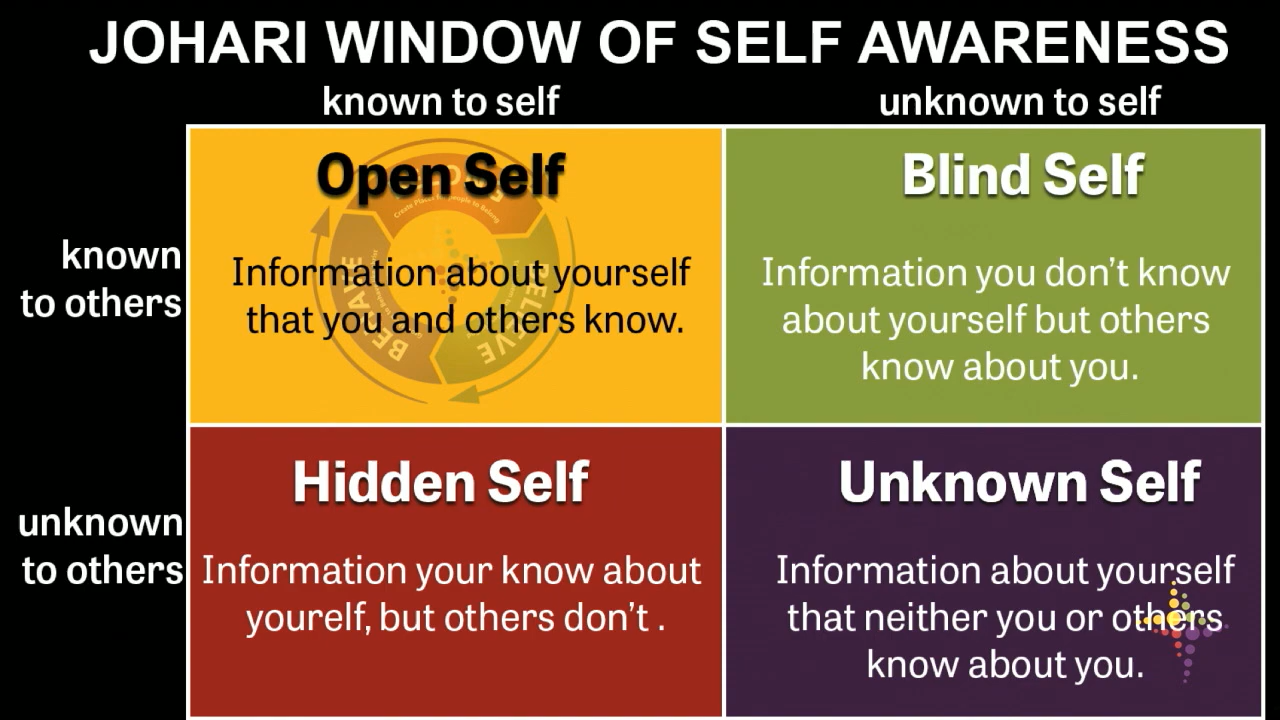 JOHARI WINDOW OF SELF AWARENESS
known to self
unknown to self
known
to others
Open Self
Information about yourself
that you and others know.
Blind Self
Information you don’t know
about yourself but others
know about you.
unknown
to others
Hidden Self
Information your know about
yourelf, but others don’t .
Unknown Self
Information about yourself
that neither you or others
know about you.